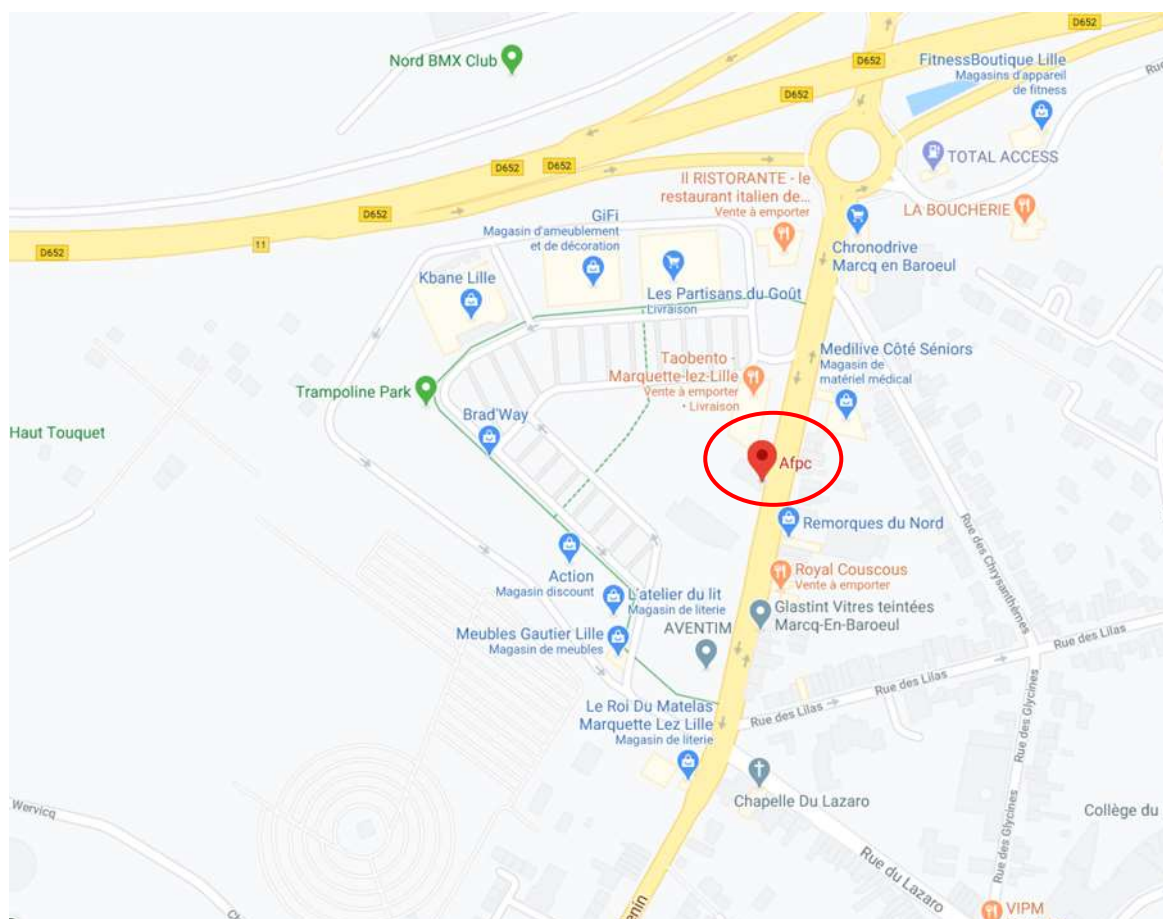 D652
D652
Nord BMX Club
D652
FitnessBoutique Lille
Magasins d'appareil
de fitness
Rue
D652
D652
D652
TOTAL ACCESS
Il RISTORANTE - le
restaurant italien de...
Vente à emporter
LA BOUCHERIE
D652
GiFi
Magasin d'ameublement
et de décoration
D652
11
Chronodrive
Marcq en Baroeul
Kbane Lille
Les Partisans du Goût
Livraison
Medilive Côté Séniors
Magasin de
matériel médical
Taobento -
Marquette-lez-Lille
Vente à emporter
• Livraison
Trampoline Park
Brad'Way
Haut Touquet
Afpc
Remorques du Nord
Rue des Chrysanthèmes
Action
Magasin discount
Royal Couscous
Vente à emporter
L'atelier du lit
Magasin de literie
Glastint Vitres teintées
Marcq-En-Baroeul
AVENTIM
Meubles Gautier Lille
Magasin de meubles
Rue des Lilas
Rue des Lilas
Rue des Lilas
Rue des Glycines
Le Roi Du Matelas
Marquette Lez Lille
Magasin de literie
Chapelle Du Lazaro
Rue des Glycines
Wervicq
Collège du
Rue du Lazaro
VIPM